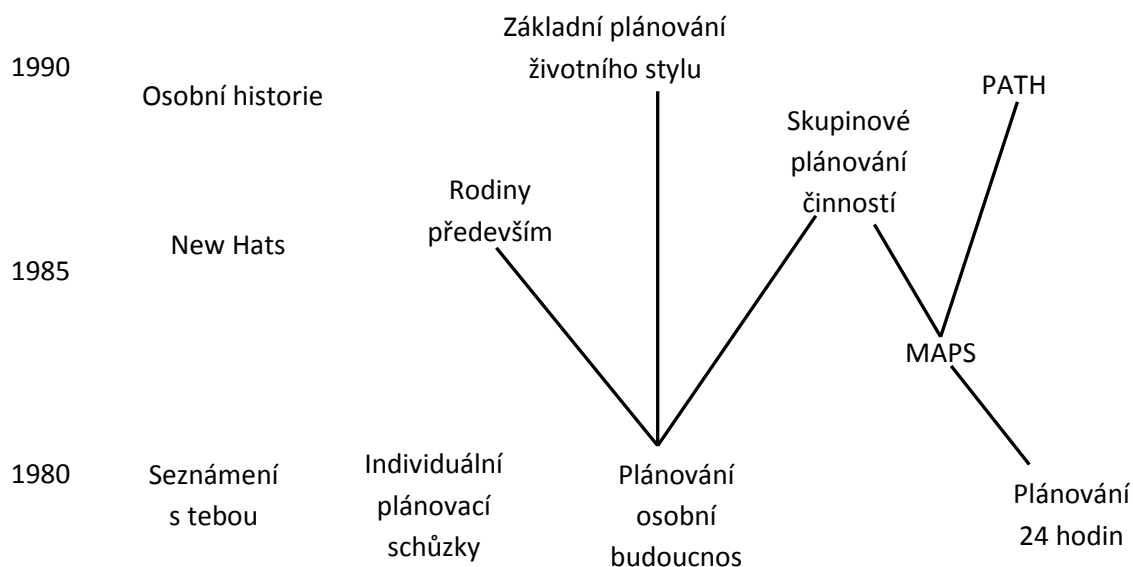 Základní plánování
životního stylu
1990
Osobní historie
PATH
Skupinové
plánování
činností
Rodiny
především
New Hats
1985
MAPS
1980
Seznámení
s tebou
Individuální
plánovací
schůzky
Plánování
osobní
budoucnos
Plánování
24 hodin